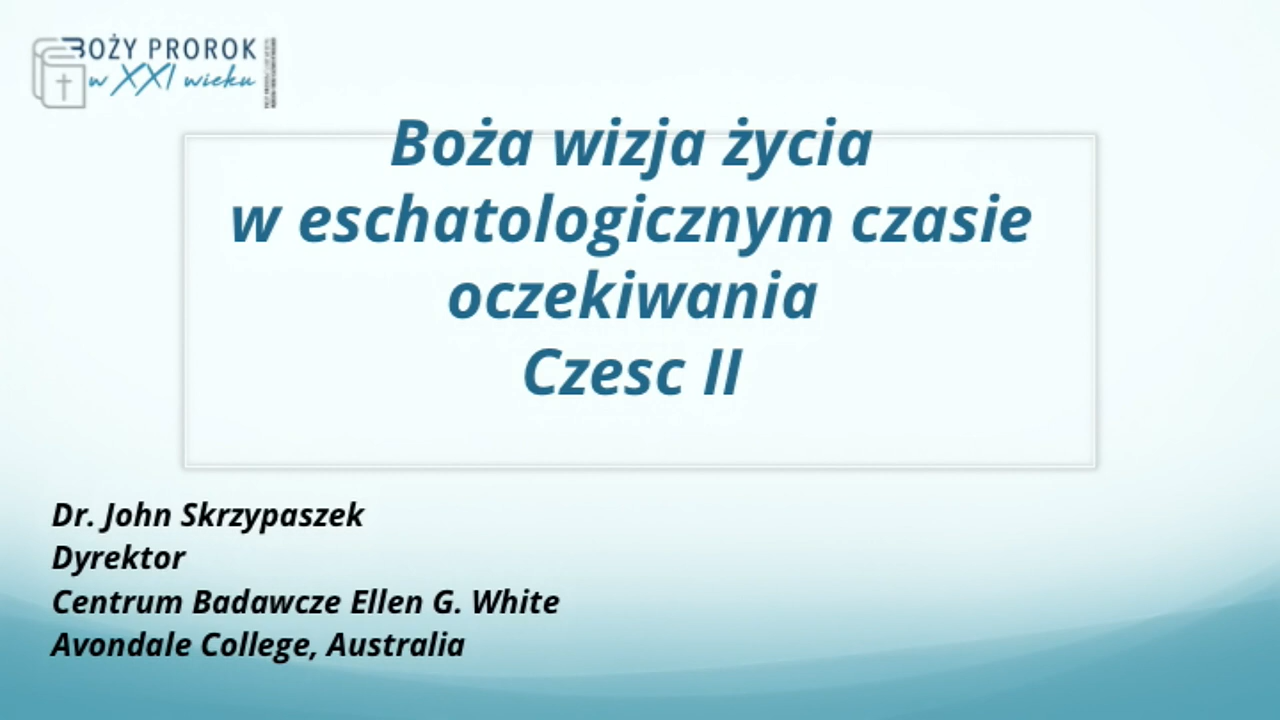 BOŻY PROROK
w XXI wieku
Boża wizja życia
w eschatologicznym czasie
oczekiwania
Czesc II
Dr. John Skrzypaszek
Dyrektor
Centrum Badawcze Ellen G. White
Avondale College, Australia